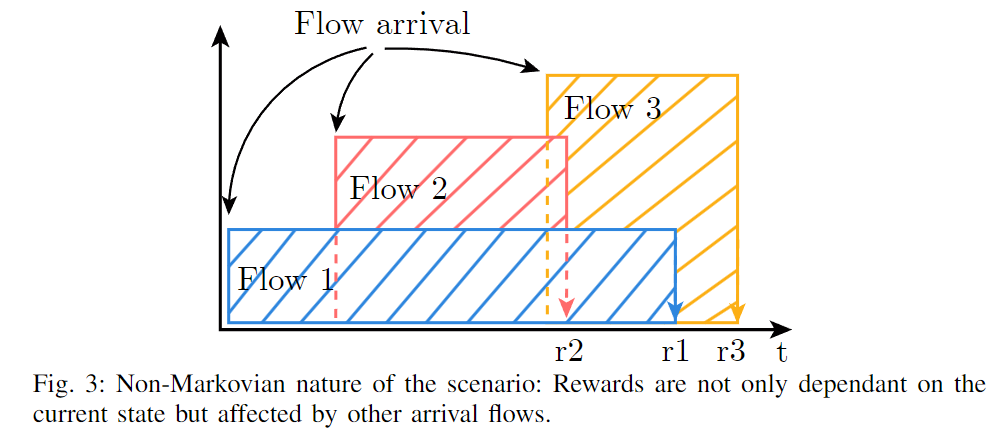 Flow arrival
Flow 3
Flow 2
Flow 1
r2 r1 r3 t
Fig. 3: Non-Markovian nature of the scenario: Rewards are not only dependant on the
current state but affected by other arrival flows.